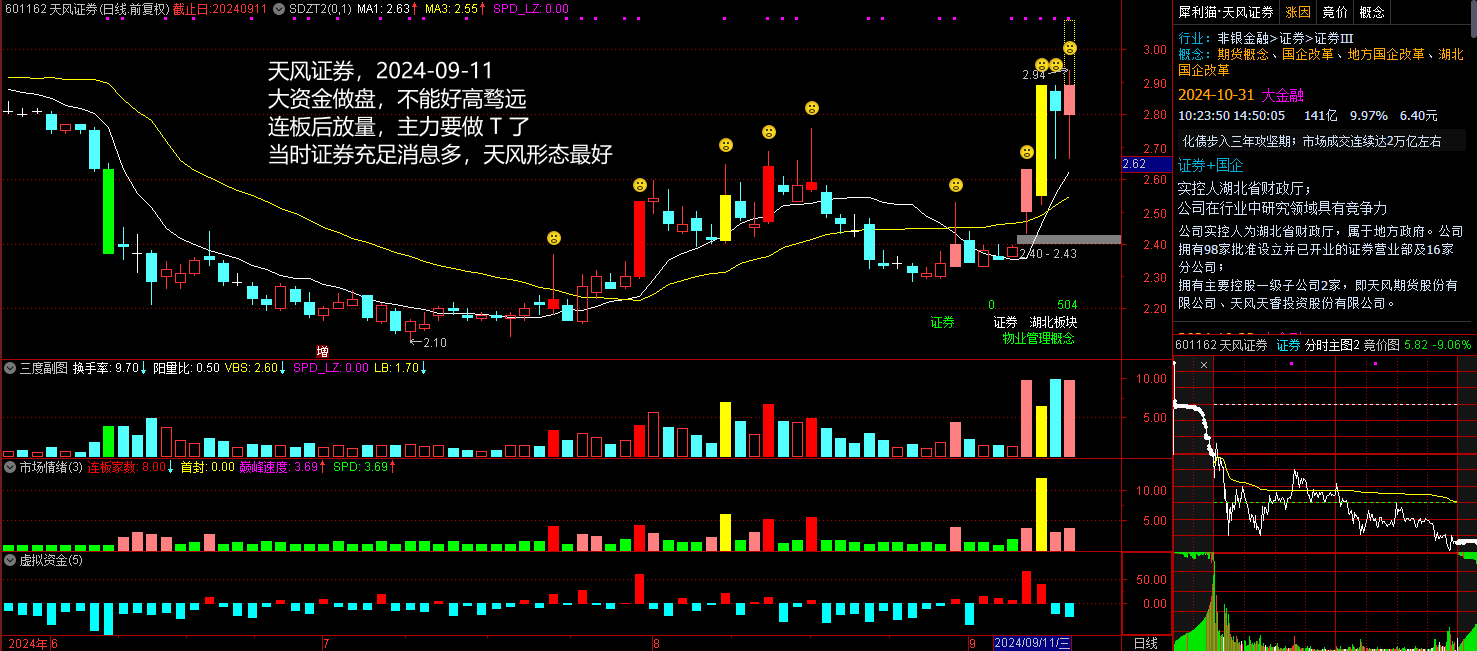 601162 天风证券(日线.前复权) 截止日:20240911 SDZT2(0,1) MA1: 2.63↑ MA3: 2.55↑ SPD_LZ: 0.00
天风证券，2024-09-11
大资金做盘，不能好高骛远
连板后放量，主力要做 T 了
当时证券充足消息多，天风形态最好
2.94
3.00
2.90
2.80
2.70
2.62
2.60
2.50
2.40
2.30
2.20
2.40 - 2.43
0
504
证券
证券
湖北板块
物业管理概念
2.10
增
三度副图 换手率: 9.70↓ 阳量比: 0.50 VBS: 2.60↓ SPD_LZ: 0.00 LB: 1.70↓
10.00
5.00
市场情绪(3) 连板家数: 8.00↓ 首封: 0.00 巅峰速度: 3.69↑ SPD: 3.69↑
10.00
5.00
虚拟资金(5)
50.00
0.00
2024年 6
7
8
9
2024/09/11/三
日线
犀利猫·天风证券 涨因 竞价 概念
行业: 非银金融>证券>证券Ⅲ
概念: 期货概念、国企改革、地方国企改革、湖北
国企改革
2024-10-31 大金融
10:23:50 14:50:05 141亿 9.97% 6.40元
化债步入三年攻坚期；市场成交连续达2万亿左右
证券+国企
实控人湖北省财政厅；
公司在行业中研究领域具有竞争力
公司实控人为湖北省财政厅，属于地方政府。公司
拥有98家批准设立并已开业的证券营业部及16家
分公司；
拥有主要控股一级子公司2家，即天风期货股份有
限公司、天风天睿投资股份有限公司。
601162 天风证券 证券 分时主图2 竞价图 5.82 -9.06%